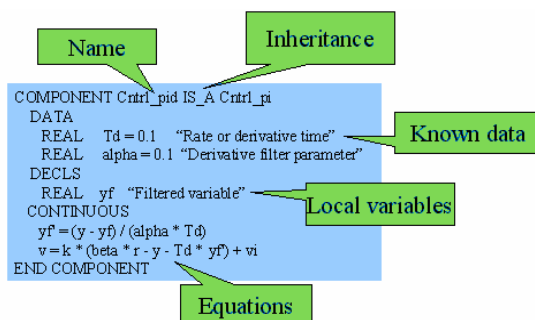 Name
Inheritance
COMPONENT Cntrl_pid IS_A Cntrl_pi
DATA
REAL Td = 0.1 “Rate or derivative time”
Known data
REAL alpha = 0.1 “Derivative filter parameter”
DECLS
REAL yf “Filtered variable”
Local variables
CONTINUOUS
yf' = (y - yf) / (alpha * Td)
v = k * (beta * r - y - Td * yf') + vi
END COMPONENT
Equations